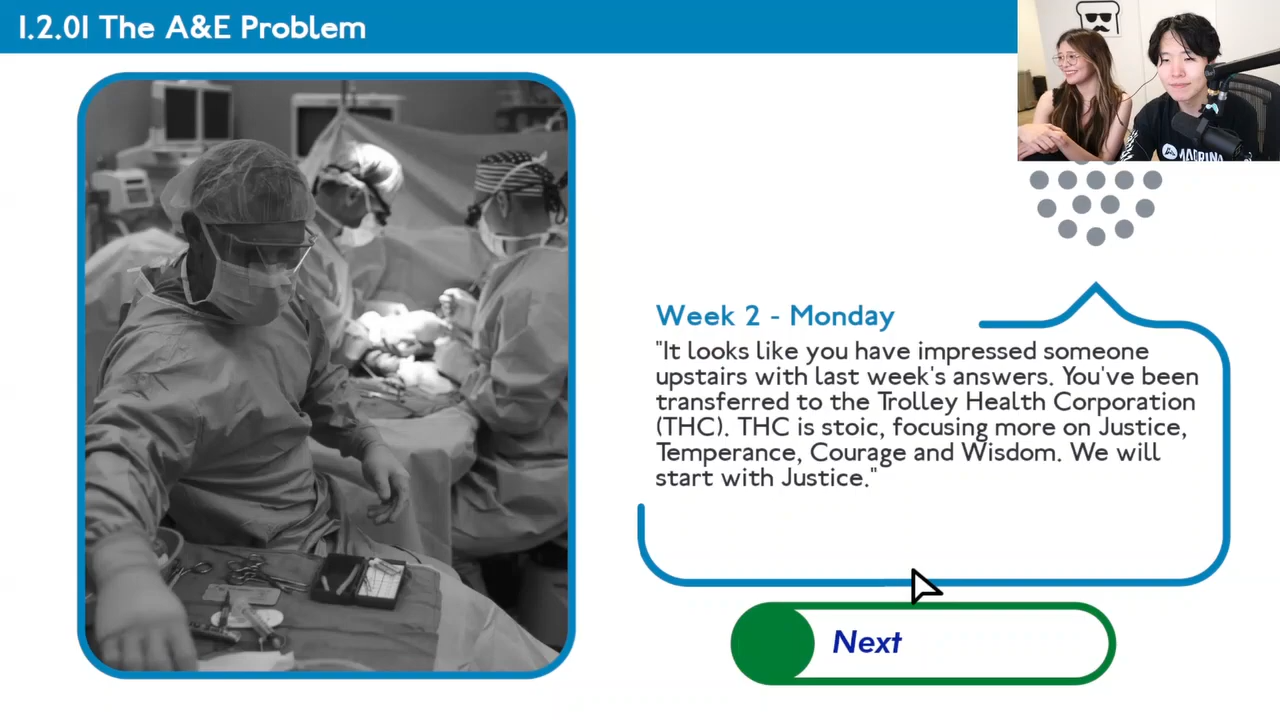 1.2.01 The A&E Problem
Week 2 - Monday
"It looks like you have impressed someone
upstairs with last week's answers. You've been
transferred to the Trolley Health Corporation
(THC). THC is stoic, focusing more on Justice,
Temperance, Courage and Wisdom. We will
start with Justice."
Next